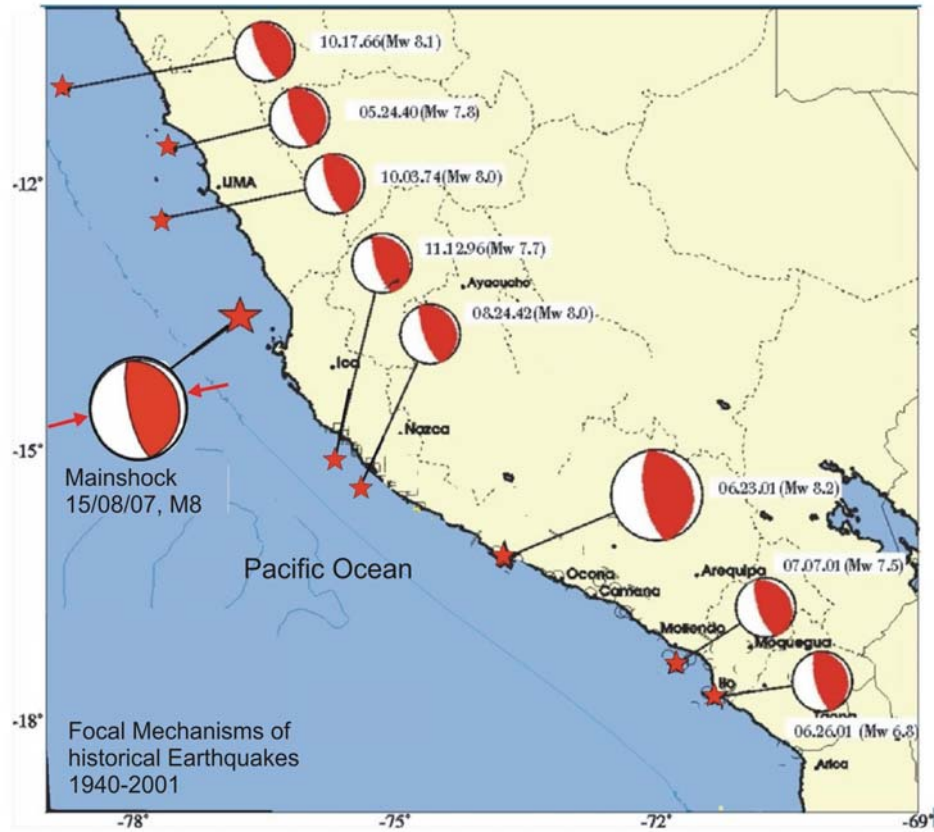 10.17.66(Mw 8.1)
05.24.40(Mw 7.8)
-12°
LIMA
10.03.74(Mw 8.0)
11.12.96(Mw 7.7)
Ayacucho
08.24.42(Mw 8.0)
Ica
Nazca
-15°
Mainshock
15/08/07, M8
06.23.01(Mw 8.2)
Pacific Ocean
Ocona
Arequipa
07.07.01(Mw 7.5)
Camana
Mollendo
Moquegua
Ilo
-18°
Focal Mechanisms of
historical Earthquakes
1940-2001
Tacna
06.26.01 (Mw 6.8)
Arica
-78°
-75°
-72°
-69°